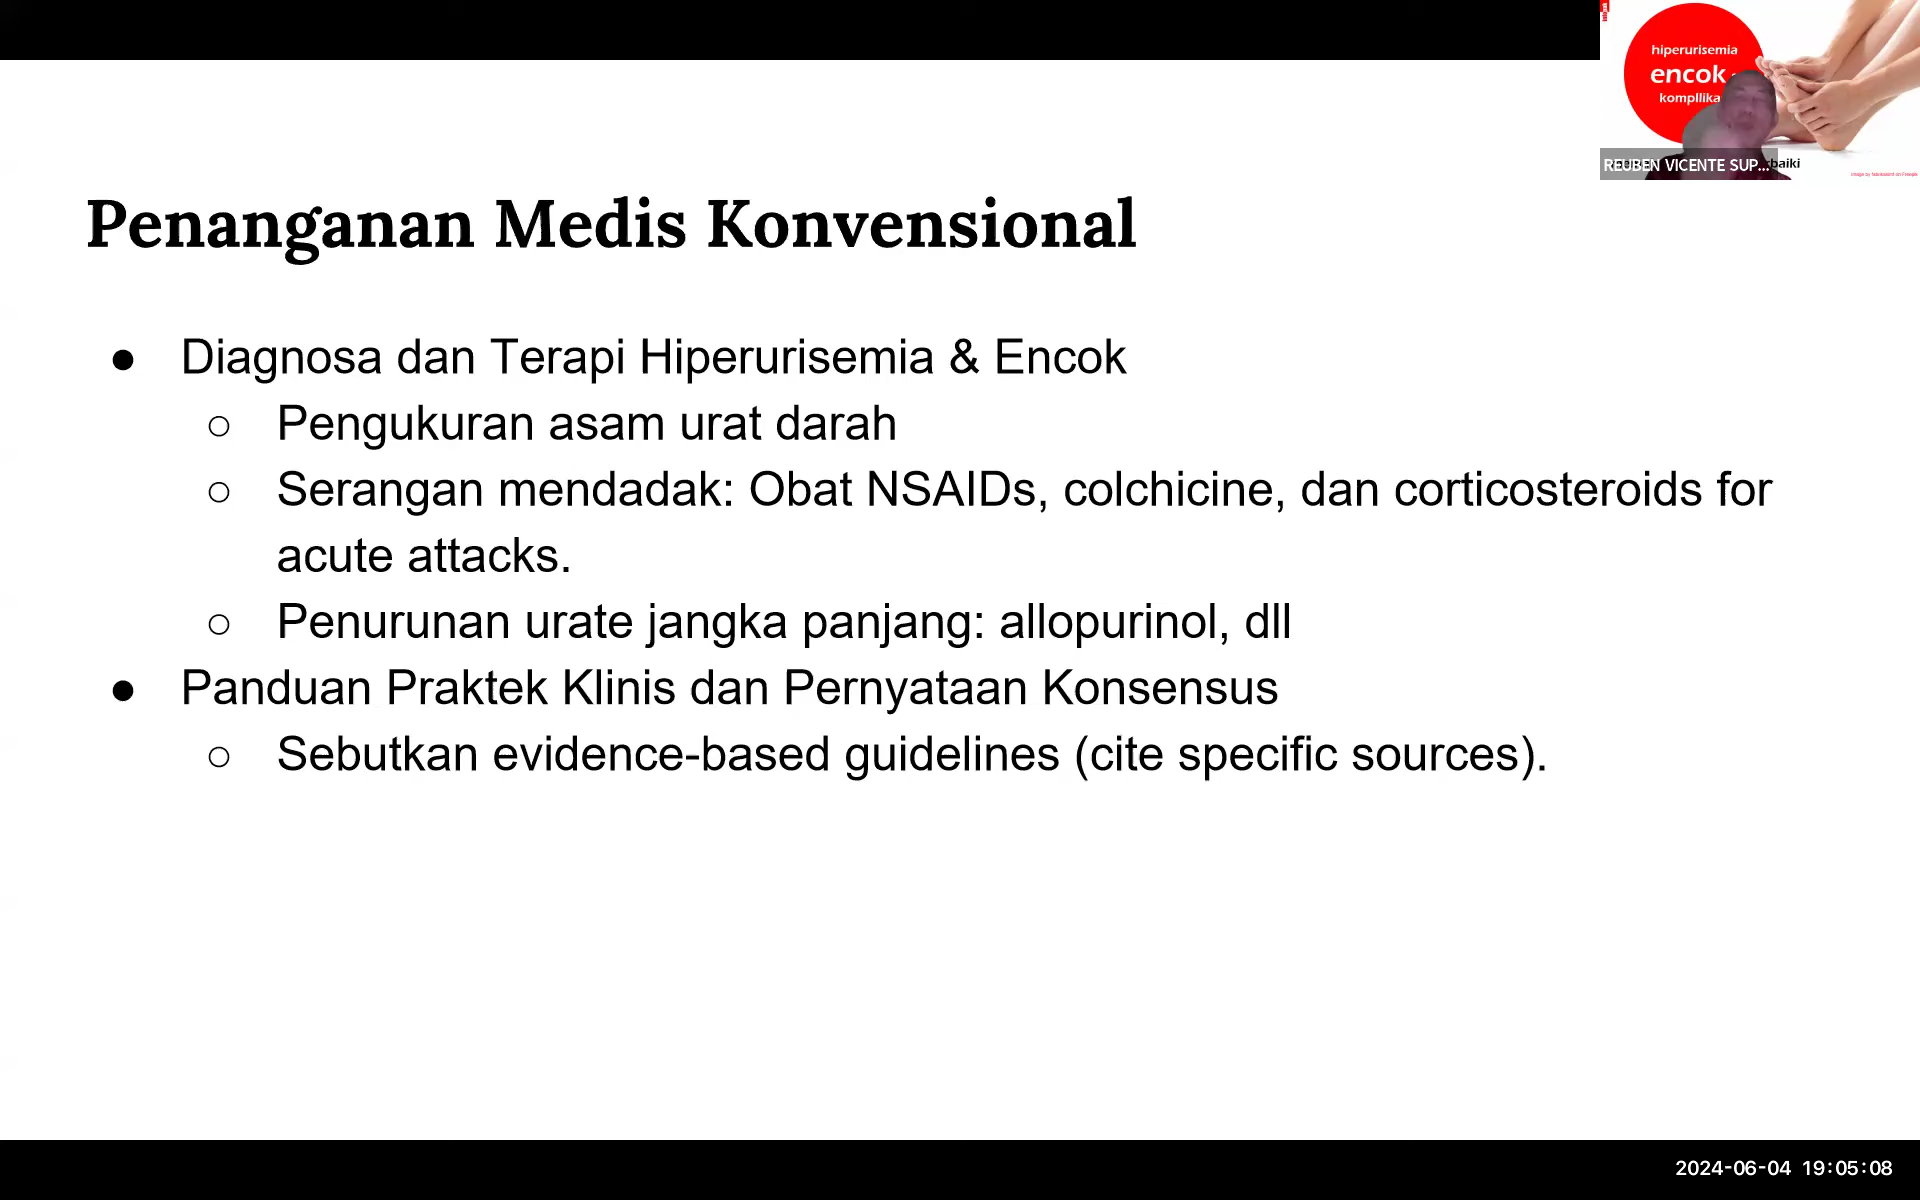 hiperurisemia
encok
kompllika
REUBEN VICENTE SUP...
baiki
Penanganan Medis Konvensional
● Diagnosa dan Terapi Hiperurisemia & Encok
○ Pengukuran asam urat darah
○ Serangan mendadak: Obat NSAIDs, colchicine, dan corticosteroids for
acute attacks.
○ Penurunan urate jangka panjang: allopurinol, dll
● Panduan Praktek Klinis dan Pernyataan Konsensus
○ Sebutkan evidence-based guidelines (cite specific sources).
2024-06-04 19:05:08